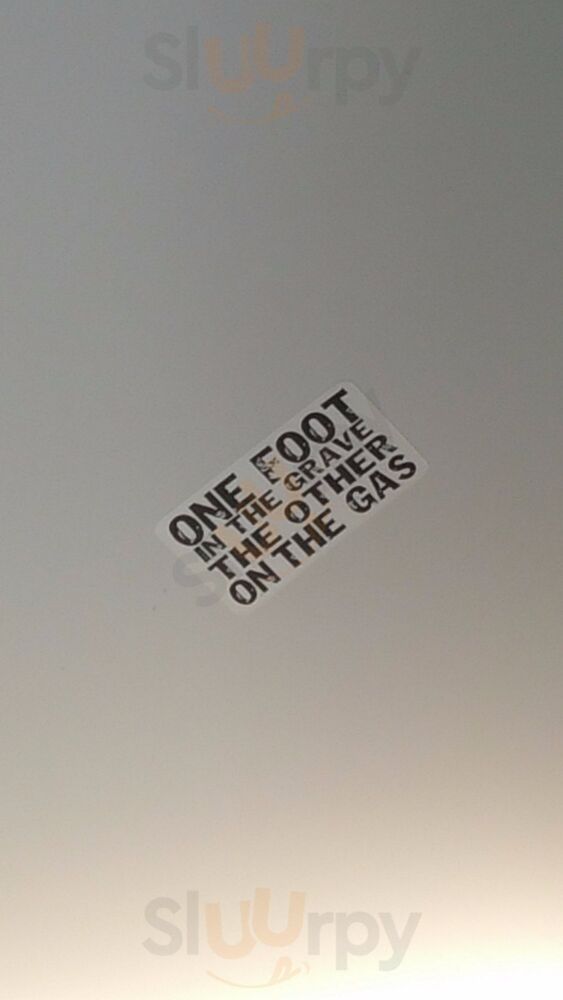 Sluurpy
ONE FOOT
IN THE GRAVE
THE OTHER
ON THE GAS
Sluurpy